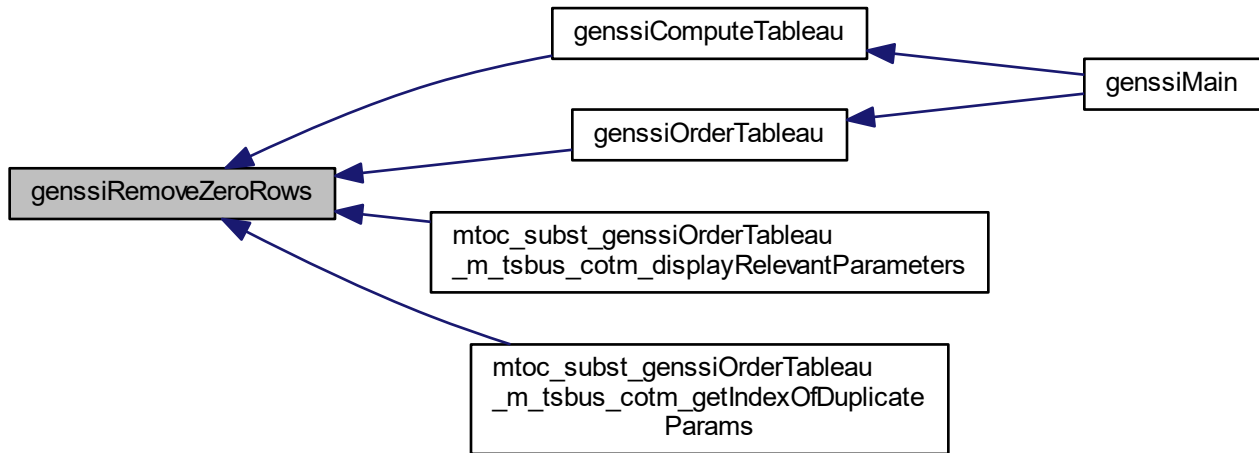 genssiComputeTableau
genssiMain
genssiOrderTableau
genssiRemoveZeroRows
mtoc_subst_genssiOrderTableau
_m_tsbus_cotm_displayRelevantParameters
mtoc_subst_genssiOrderTableau
_m_tsbus_cotm_getIndexOfDuplicate
Params